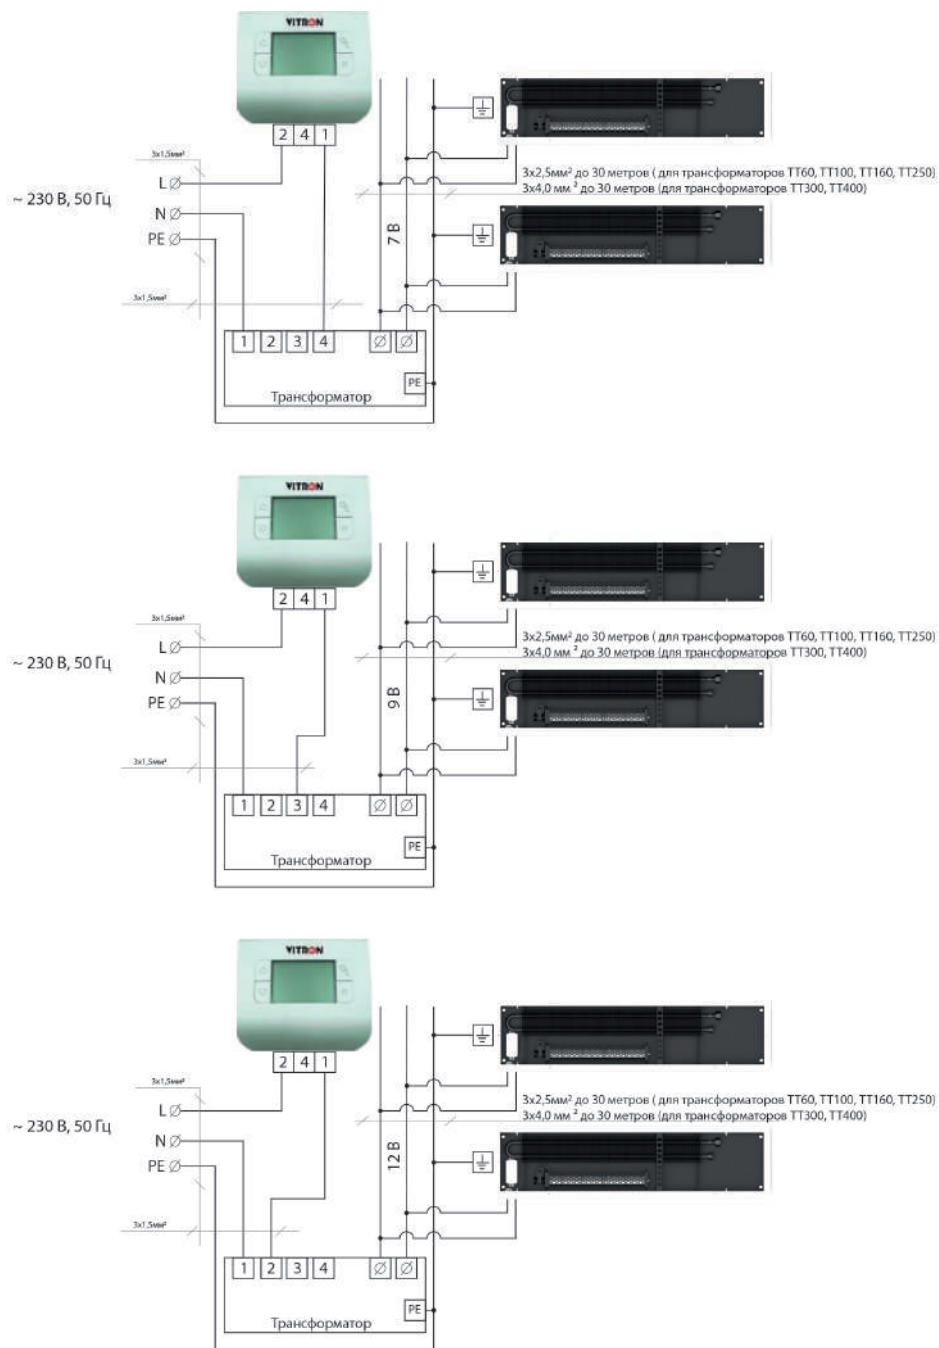 VITRON
2 4 1
3x1,5мм²
L
~ 230 В, 50 Гц
N
PE
3x2,5мм² до 30 метров ( для трансформаторов ТТ60, ТТ100, ТТ160, ТТ250)
3x4,0 мм ² до 30 метров (для трансформаторов ТТ300, ТТ400)
7 В
3x1,5мм²
1 2 3 4
PE
Трансформатор
VITRON
2 4 1
3x1,5мм²
L
~ 230 В, 50 Гц
N
PE
3x2,5мм² до 30 метров ( для трансформаторов ТТ60, ТТ100, ТТ160, ТТ250)
3x4,0 мм ² до 30 метров (для трансформаторов ТТ300, ТТ400)
9 В
3x1,5мм²
1 2 3 4
PE
Трансформатор
VITRON
2 4 1
3x1,5мм²
L
~ 230 В, 50 Гц
N
PE
3x2,5мм² до 30 метров ( для трансформаторов ТТ60, ТТ100, ТТ160, ТТ250)
3x4,0 мм ² до 30 метров (для трансформаторов ТТ300, ТТ400)
12 В
3x1,5мм²
1 2 3 4
PE
Трансформатор